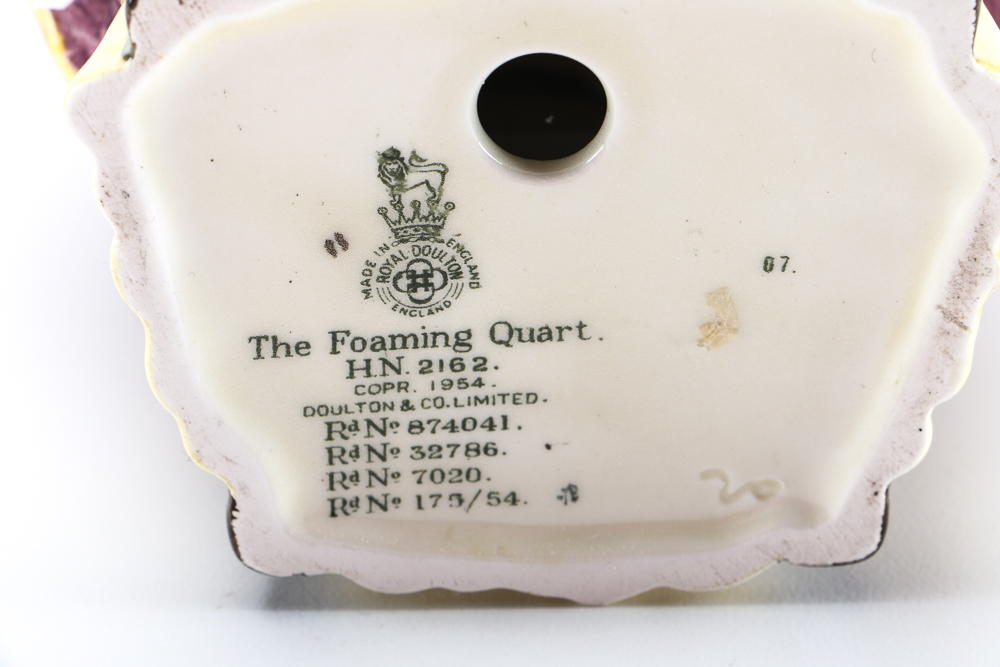 MADE IN ENGLAND
ROYAL·DOULTON
ENGLAND
07.
The Foaming Quart.
H.N. 2162.
COPR. 1954.
DOULTON & CO. LIMITED.
Rd No 874041.
Rd No 32786.
Rd No 7020.
Rd No 175/54.